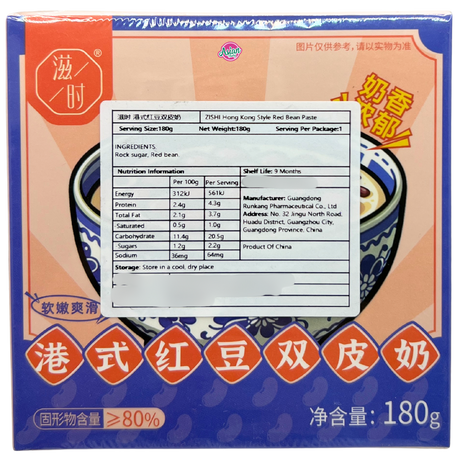 Asian
滋时®
图片仅供参考,请以实物为准
奶香
浓郁
滋时 港式红豆双皮奶 ZISHI Hong Kong Style Red Bean Paste
Serving Size:180g Net Weight:180g Serving Per Package:1
INGREDIENTS:
Rock sugar, Red bean.
Nutrition Information
Per 100g Per Serving
Energy 312kJ 561kJ
Protein 2.4g 4.3g
Total Fat 2.1g 3.7g
Saturated 0.5g 1.0g
Carbohydrate 11.4g 20.5g
Sugars 1.2g 2.2g
Sodium 36mg 64mg
Storage: Store in a cool, dry place
Shelf Life: 9 Months
Manufacturer: Guangdong
Runkang Pharmaceutical Co., Ltd
Address: No. 32 Jingu North Road,
Huadu District, Guangzhou City,
Guangdong Province, China.
Product Of China
软嫩爽滑
港式红豆双皮奶
固形物含量 ≥80%
净含量: 180g